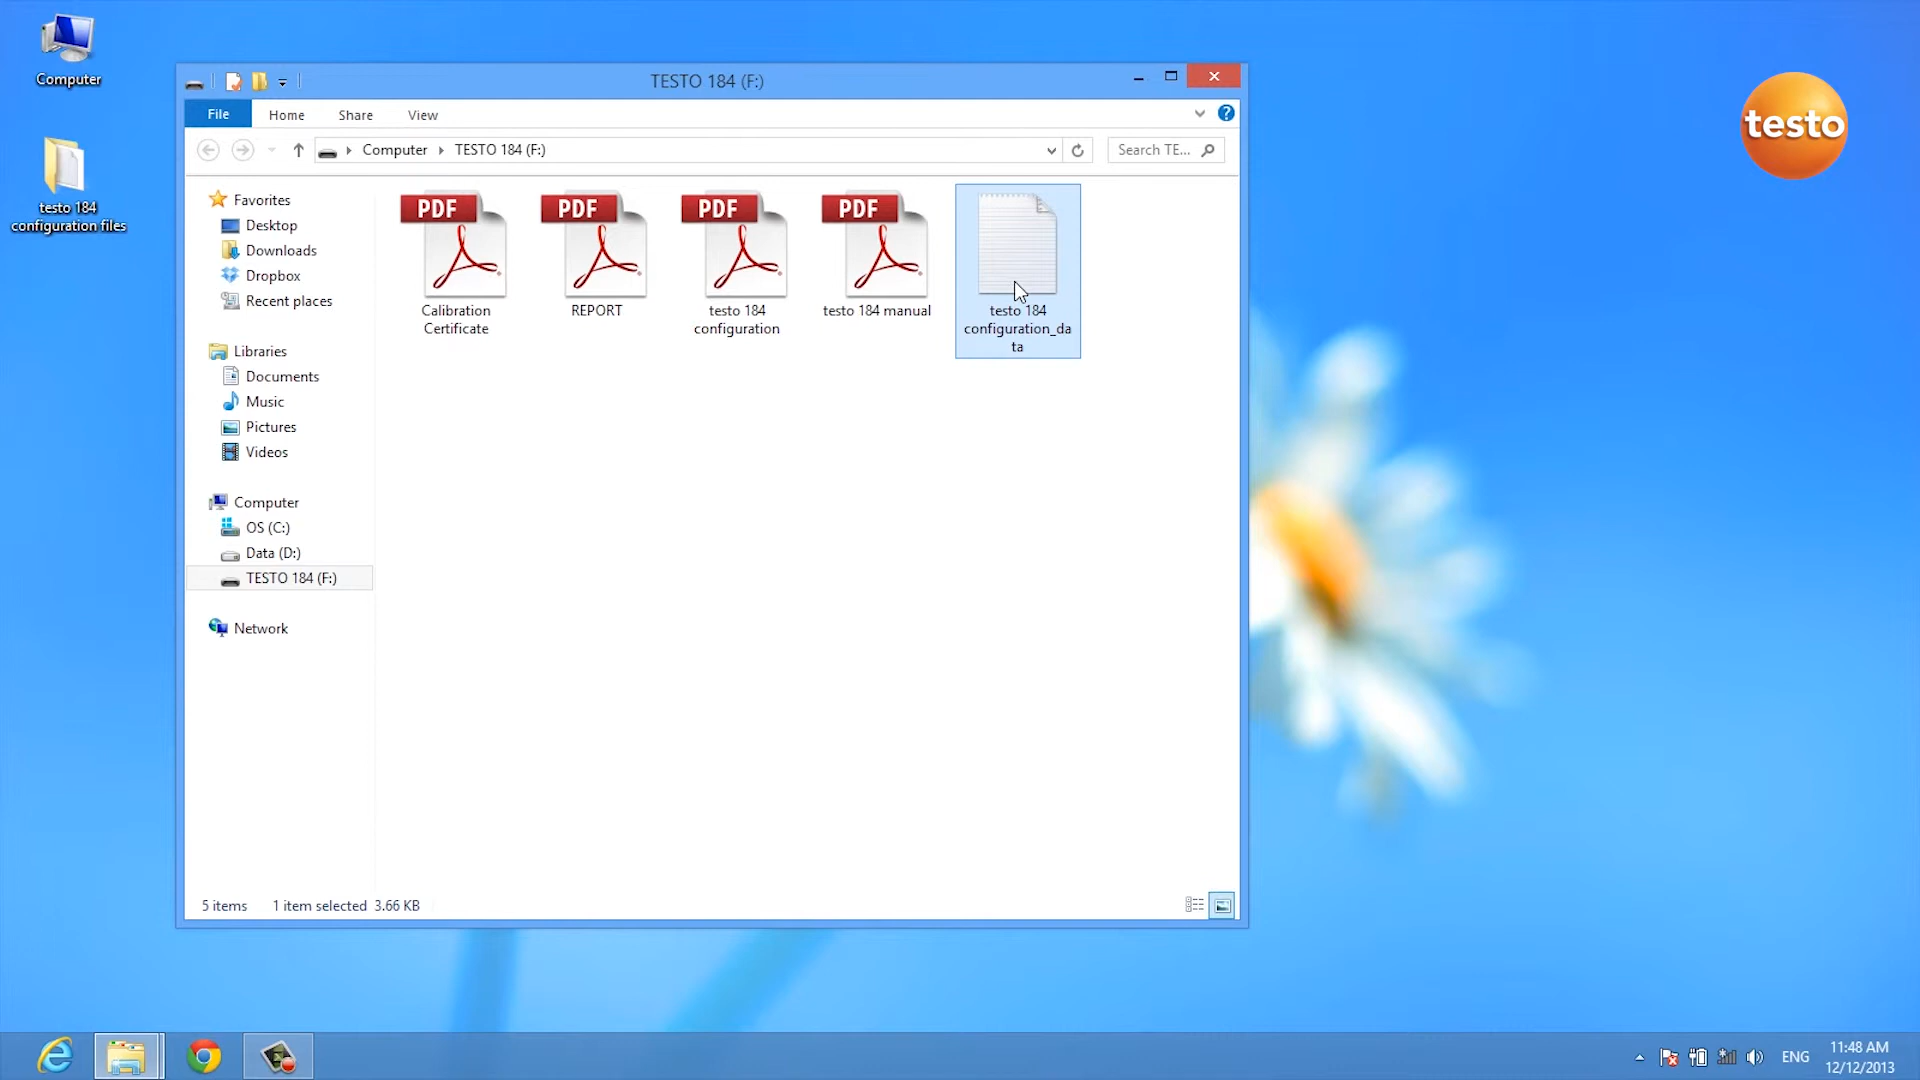 Computer
testo 184
configuration files
TESTO 184 (F:)
File
Home
Share
View
Computer
TESTO 184 (F:)
Search TE...
Favorites
Desktop
Downloads
Dropbox
Recent places
Libraries
Documents
Music
Pictures
Videos
Computer
OS (C:)
Data (D:)
TESTO 184 (F:)
Network
PDF
Calibration
Certificate
PDF
REPORT
PDF
testo 184
configuration
PDF
testo 184 manual
testo 184
configuration_da
ta
5 items
1 item selected 3.66 KB
testo
ENG
11:48 AM
12/12/2013